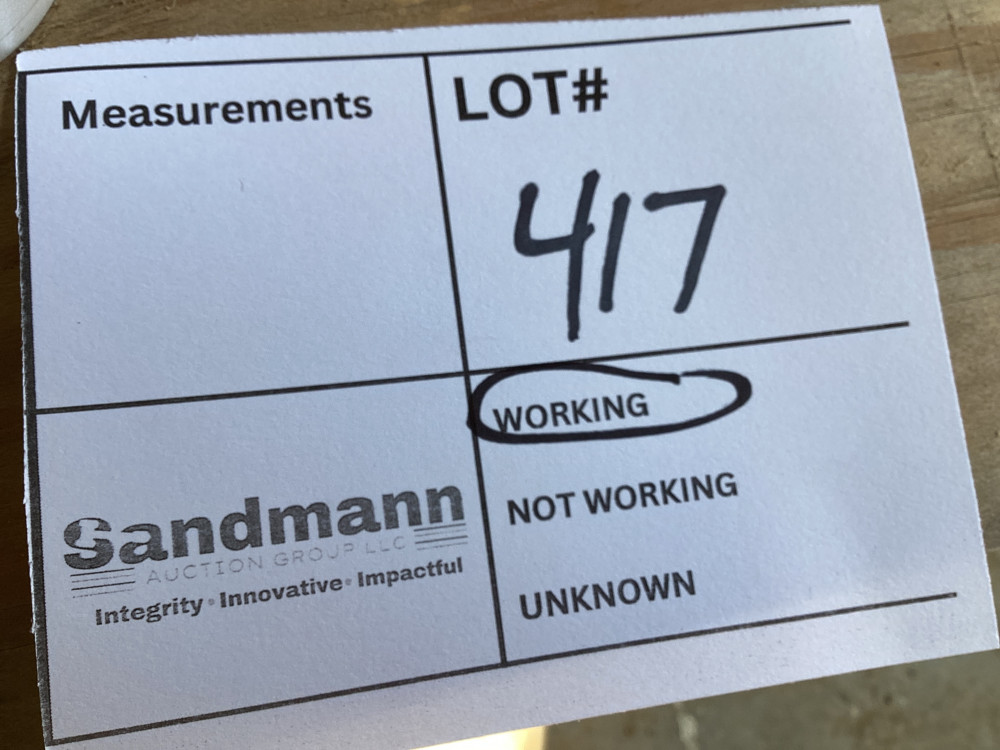 Measurements
LOT#
417
WORKING
NOT WORKING
UNKNOWN
Sandmann
AUCTION GROUP LLC
Integrity • Innovative • Impactful